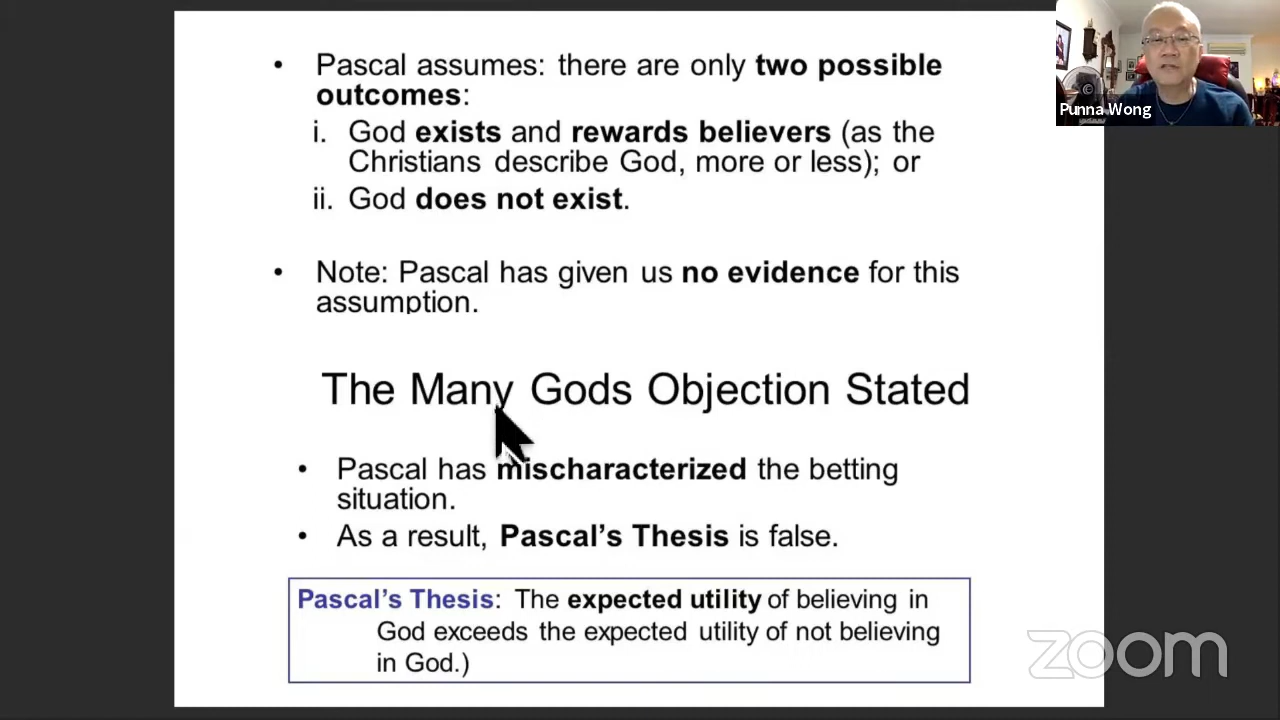 • Pascal assumes: there are only two possible
outcomes:
i. God exists and rewards believers (as the
Christians describe God, more or less); or
ii. God does not exist.
• Note: Pascal has given us no evidence for this
assumption.
The Many Gods Objection Stated
• Pascal has mischaracterized the betting
situation.
• As a result, Pascal’s Thesis is false.
Pascal’s Thesis: The expected utility of believing in
God exceeds the expected utility of not believing
in God.)
©
Punna Wong
zoom